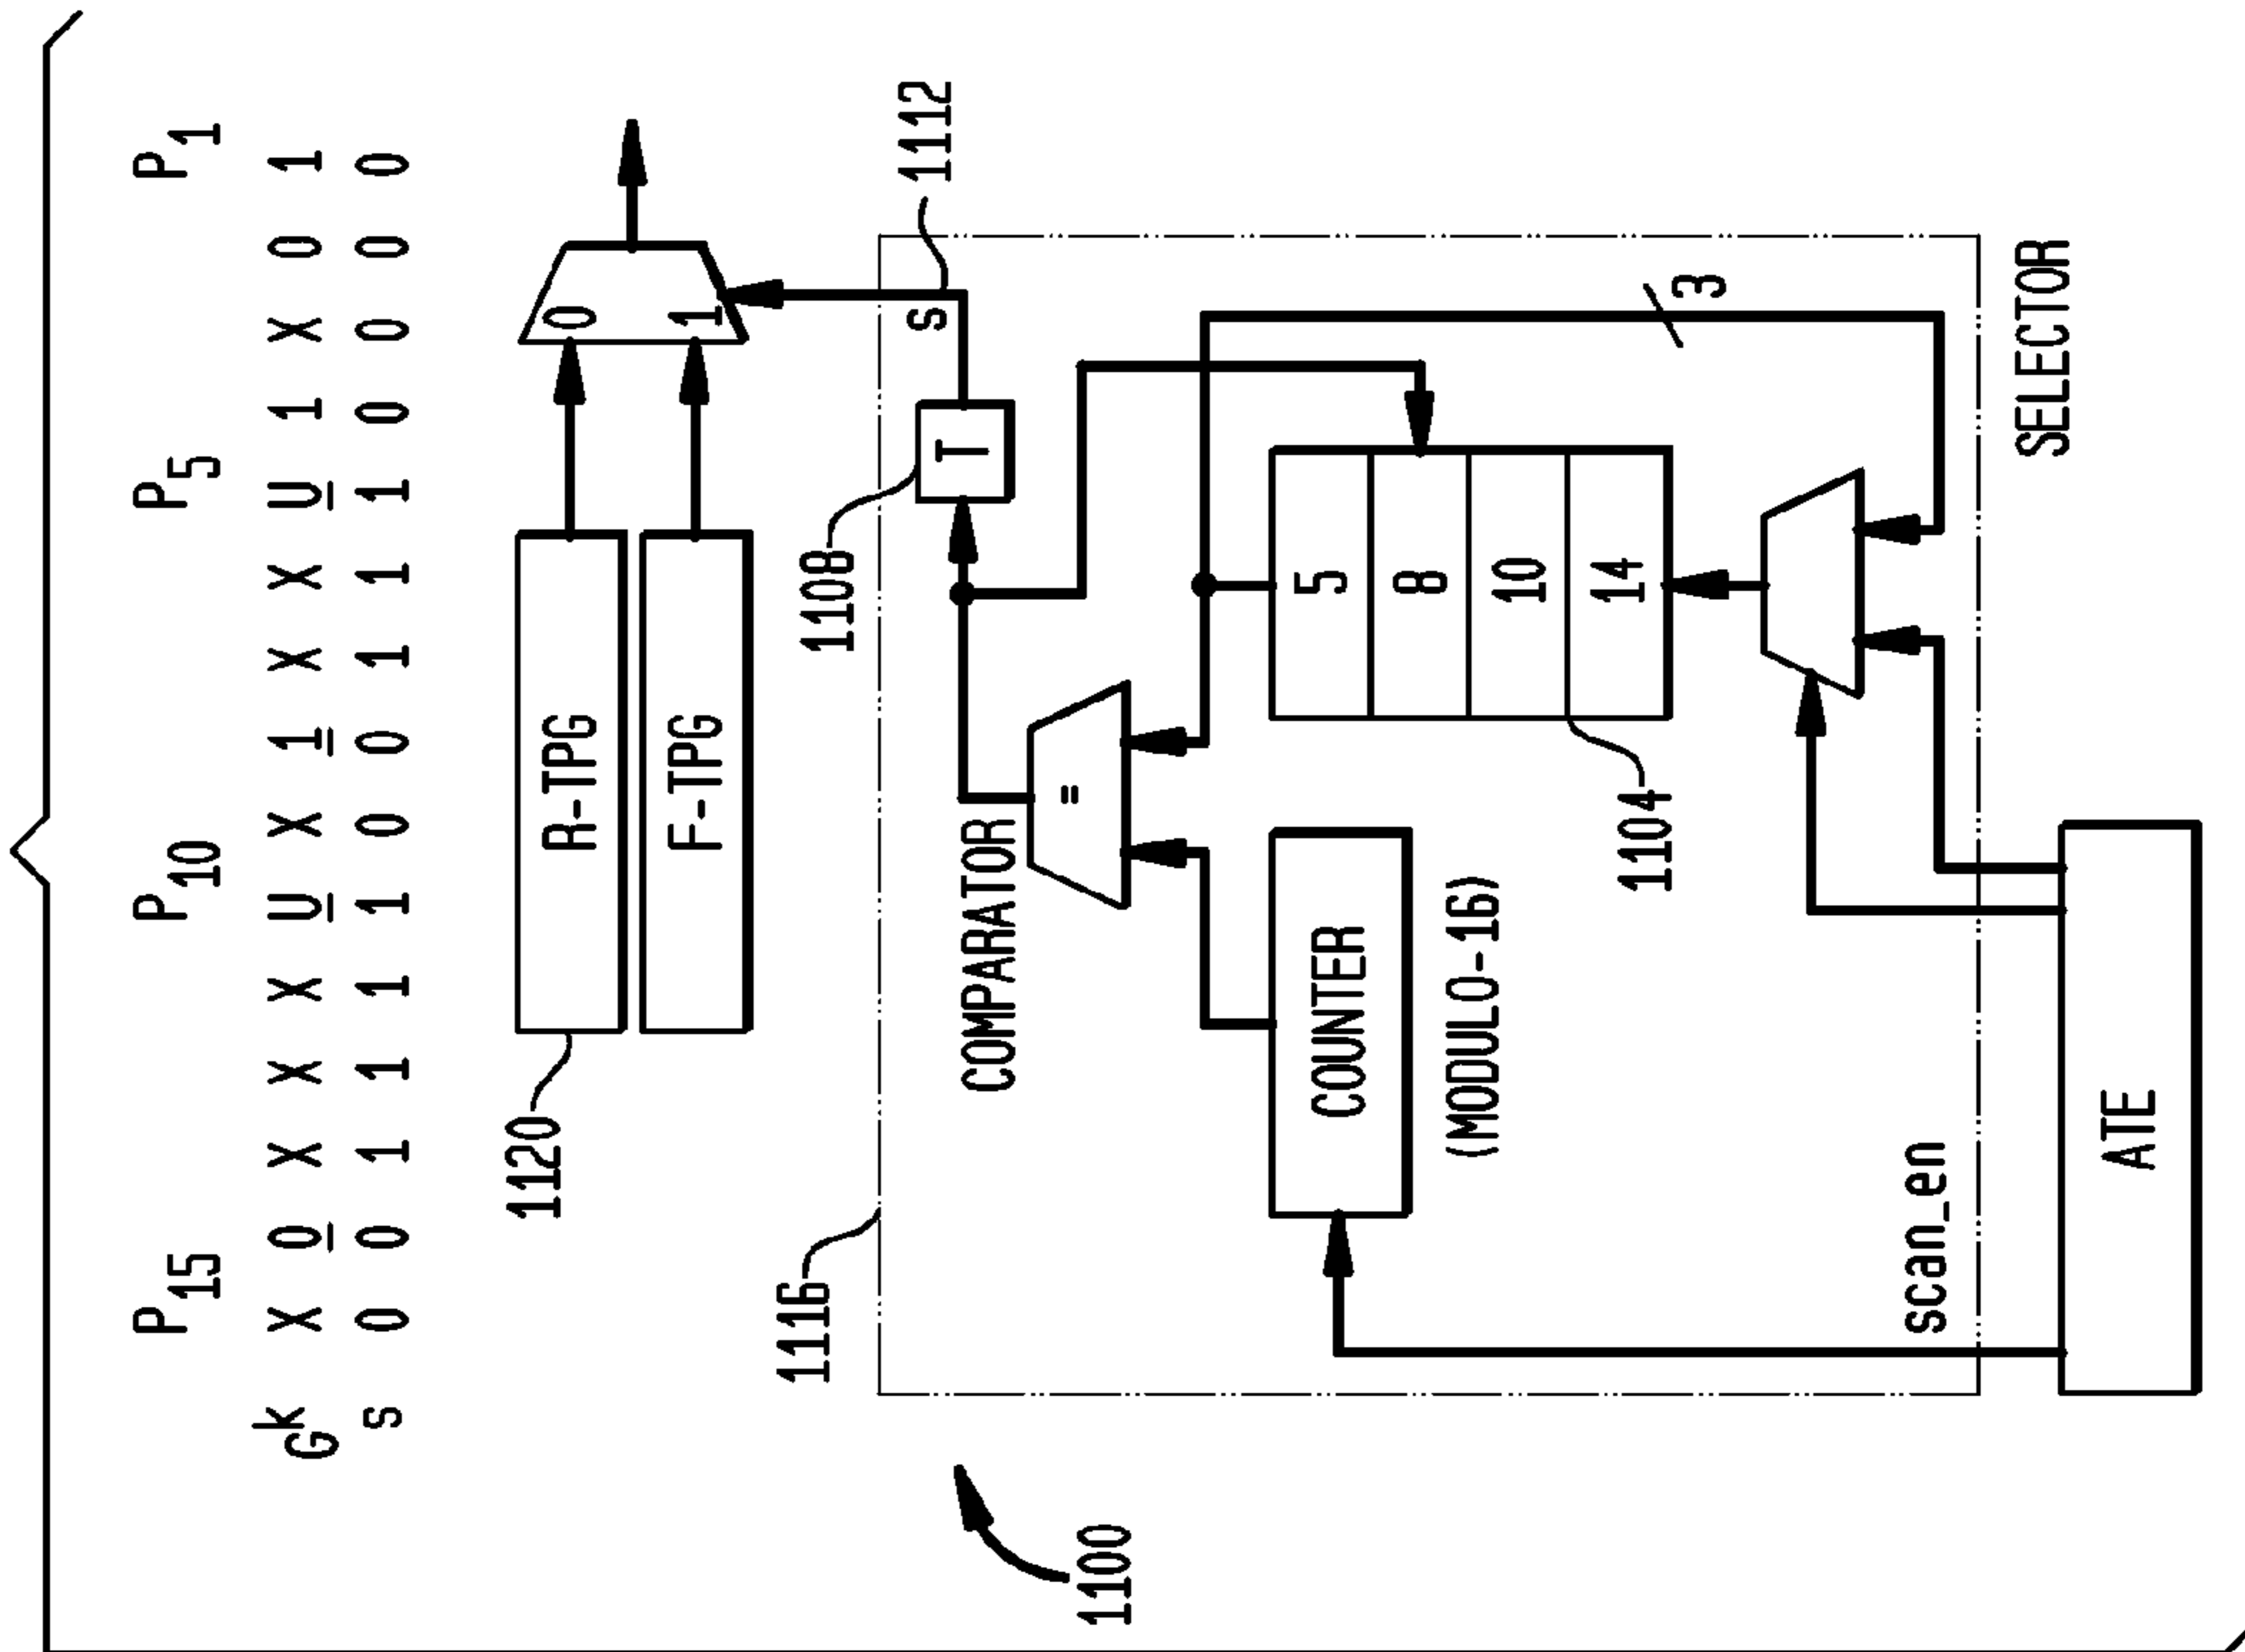 P15 P10 P5 P1
G^k X 0 X X X U X 1 X X U 1 X 0 1
s 0 0 1 1 1 1 0 0 1 1 1 0 0 0 0
1120
R-TPG
0
F-TPG
1
1116
1108
s
1112
T
COMPARATOR
=
1100
COUNTER
(MODULO-16)
5
8
10
14
1104
3
scan_en
SELECTOR
ATE